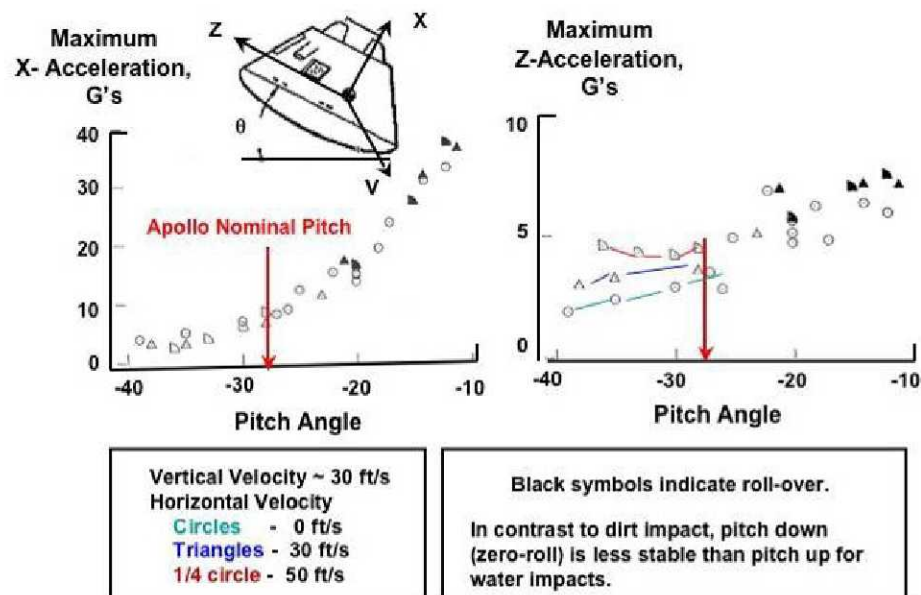 Maximum
X- Acceleration,
G's
40
30
20
10
0
-40
-30
-20
-10
Pitch Angle
Apollo Nominal Pitch
Z
X
θ
V
Maximum
Z-Acceleration,
G's
10
5
0
-40
-30
-20
-10
Pitch Angle
Vertical Velocity ~ 30 ft/s
Horizontal Velocity
Circles - 0 ft/s
Triangles - 30 ft/s
1/4 circle - 50 ft/s
Black symbols indicate roll-over.
In contrast to dirt impact, pitch down
(zero-roll) is less stable than pitch up for
water impacts.